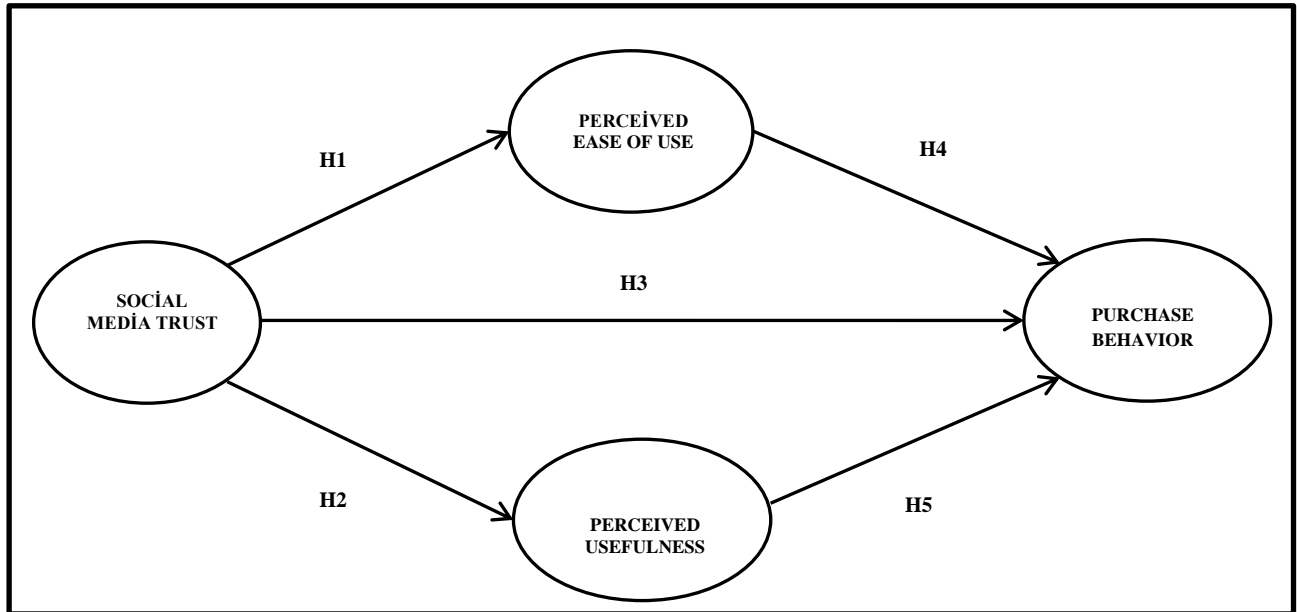 PERCEİVED
EASE OF USE
H1
H4
H3
SOCİAL
MEDİA TRUST
PURCHASE
BEHAVIOR
H2
H5
PERCEIVED
USEFULNESS